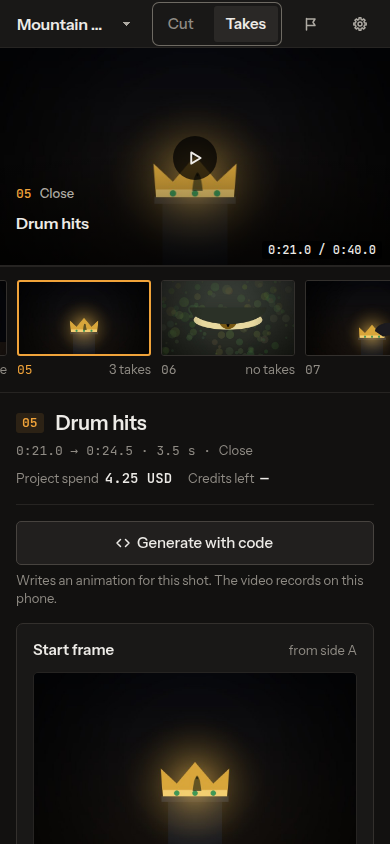 Mountain ...
Cut
Takes
05 Close
Drum hits
0:21.0 / 0:40.0
e
05 3 takes
06 no takes
07
05 Drum hits
0:21.0 → 0:24.5 · 3.5 s · Close
Project spend 4.25 USD Credits left —
<> Generate with code
Writes an animation for this shot. The video records on this
phone.
Start frame from side A